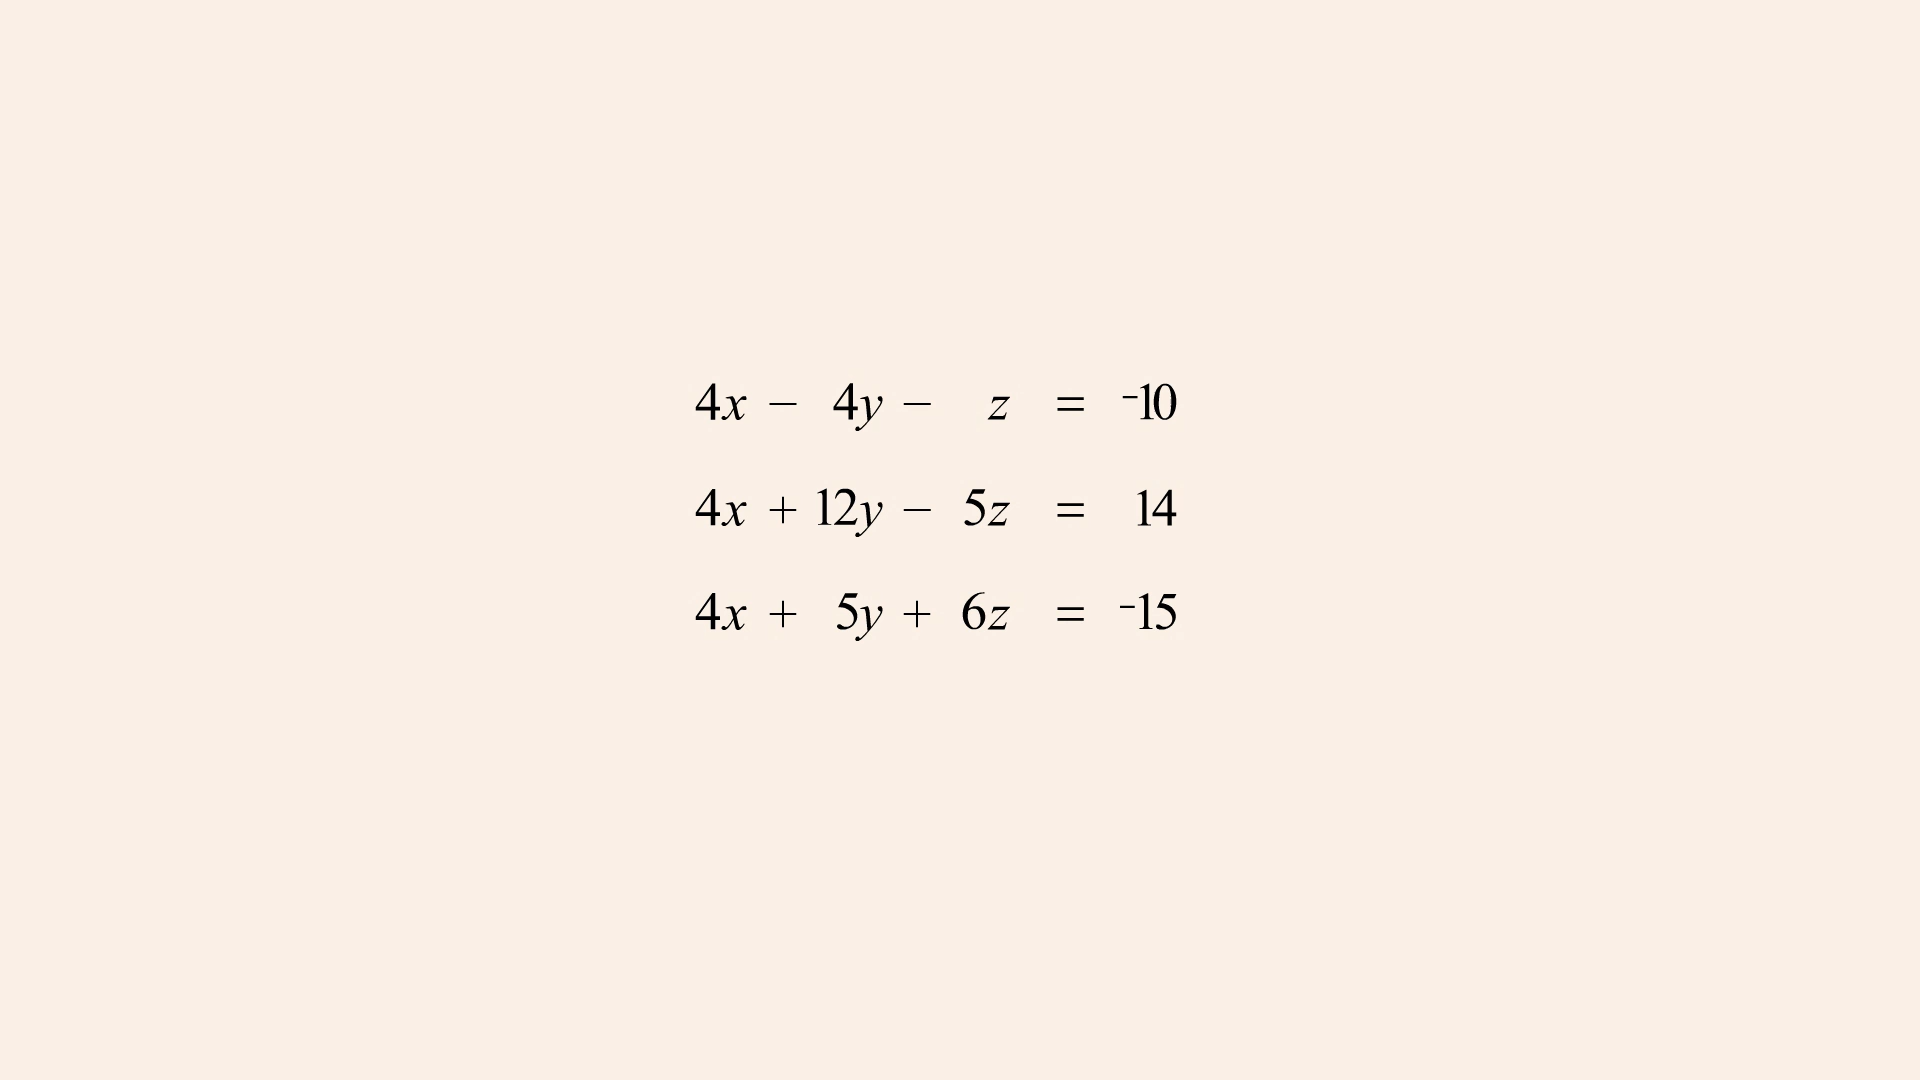 4x − 4y − z = ⁻10
4x + 12y − 5z = 14
4x + 5y + 6z = ⁻15